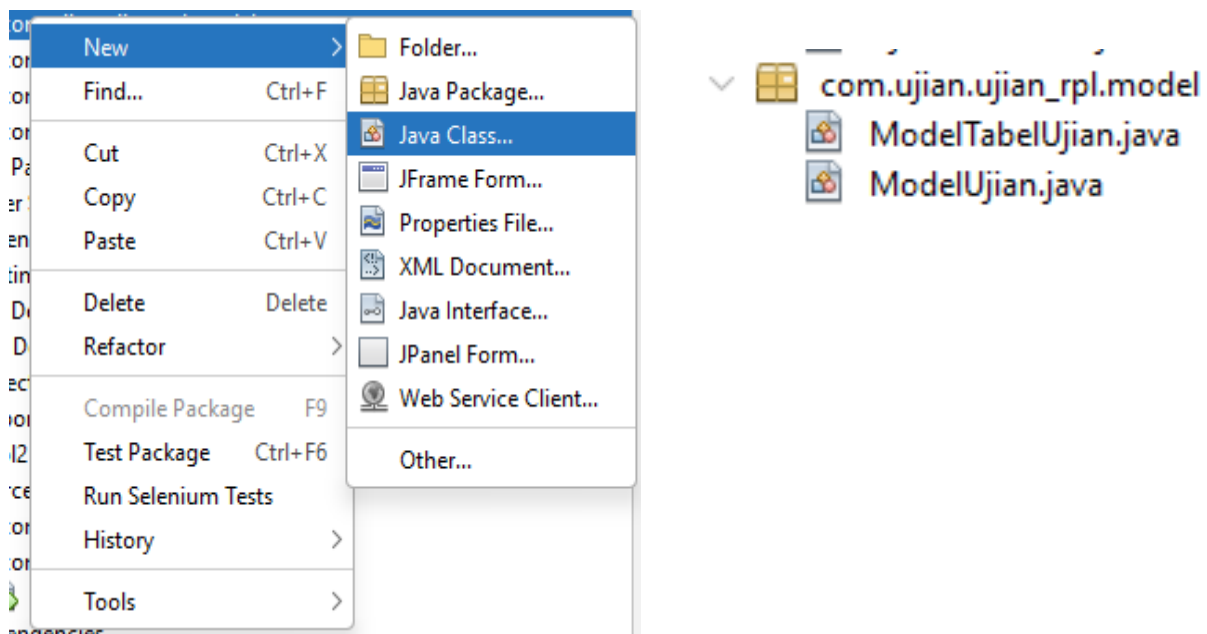 New
Find... Ctrl+F
Cut Ctrl+X
Copy Ctrl+C
Paste Ctrl+V
Delete Delete
Refactor
Compile Package F9
Test Package Ctrl+F6
Run Selenium Tests
History
Tools
Folder...
Java Package...
Java Class...
JFrame Form...
Properties File...
XML Document...
Java Interface...
JPanel Form...
Web Service Client...
Other...
com.ujian.ujian_rpl.model
ModelTabelUjian.java
ModelUjian.java